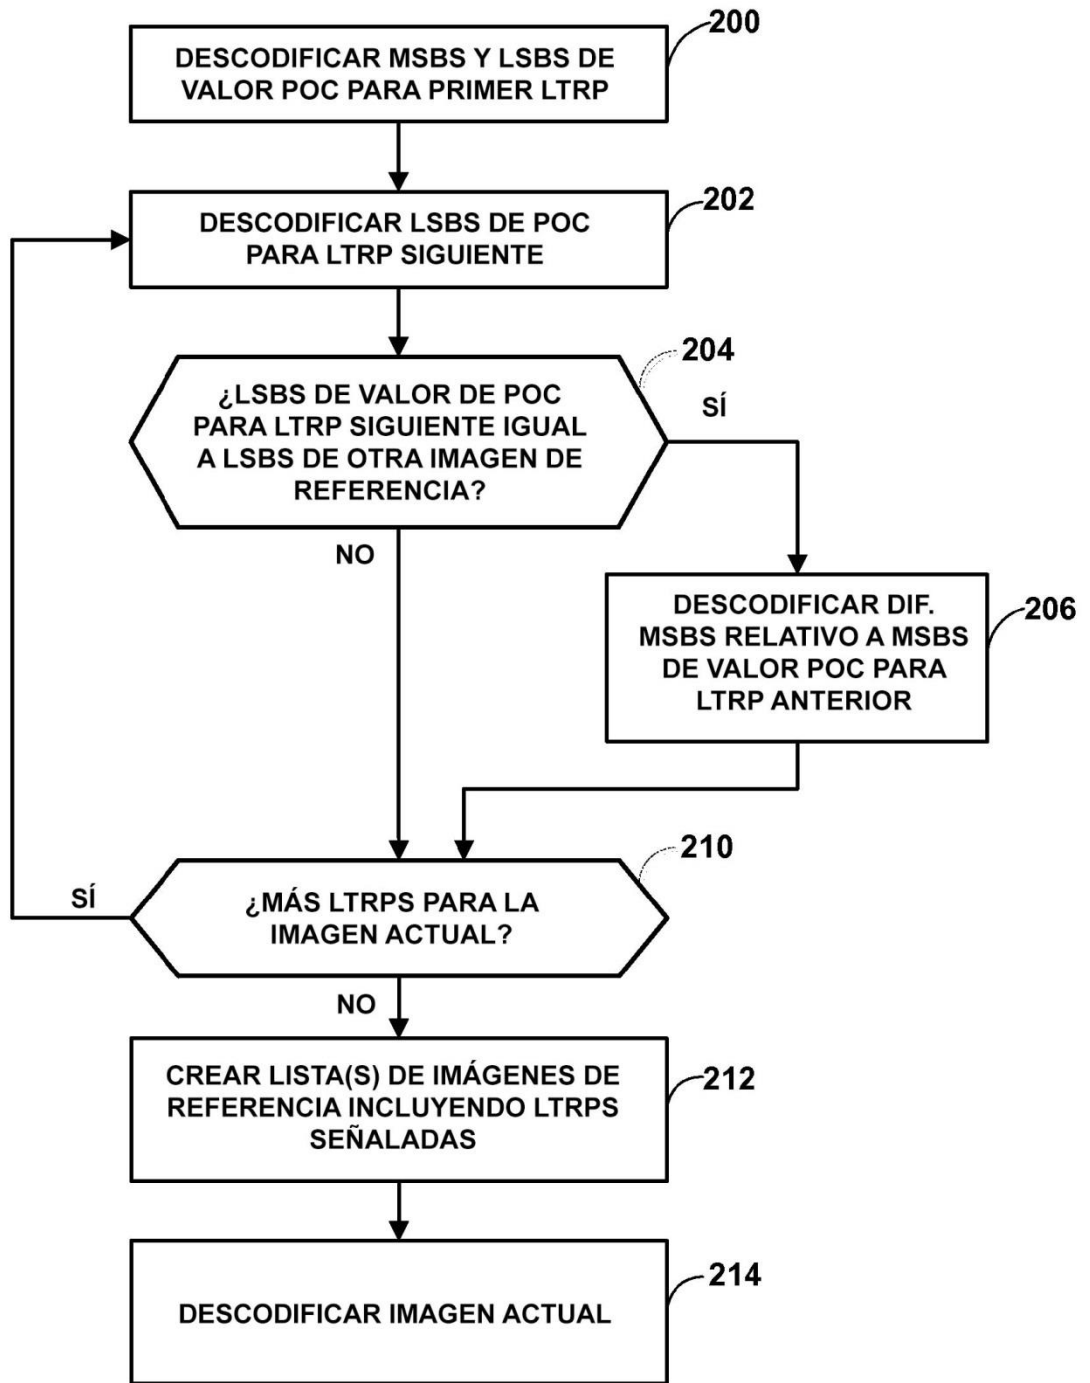 200
DESCODIFICAR MSBS Y LSBS DE
VALOR POC PARA PRIMER LTRP
202
DESCODIFICAR LSBS DE POC
PARA LTRP SIGUIENTE
204
¿LSBS DE VALOR DE POC
PARA LTRP SIGUIENTE IGUAL
A LSBS DE OTRA IMAGEN DE
REFERENCIA?
SÍ
NO
206
DESCODIFICAR DIF.
MSBS RELATIVO A MSBS
DE VALOR POC PARA
LTRP ANTERIOR
210
¿MÁS LTRPS PARA LA
IMAGEN ACTUAL?
SÍ
NO
212
CREAR LISTA(S) DE IMÁGENES DE
REFERENCIA INCLUYENDO LTRPS
SEÑALADAS
214
DESCODIFICAR IMAGEN ACTUAL